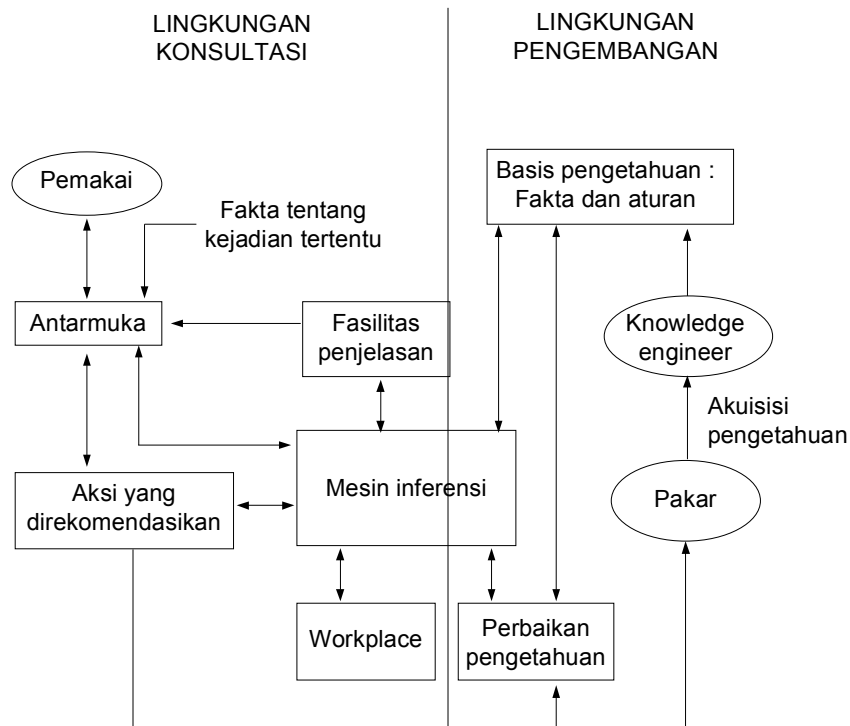 LINGKUNGAN
KONSULTASI
LINGKUNGAN
PENGEMBANGAN
Pemakai
Fakta tentang
kejadian tertentu
Basis pengetahuan :
Fakta dan aturan
Antarmuka
Fasilitas
penjelasan
Knowledge
engineer
Akuisisi
pengetahuan
Aksi yang
direkomendasikan
Mesin inferensi
Pakar
Workplace
Perbaikan
pengetahuan